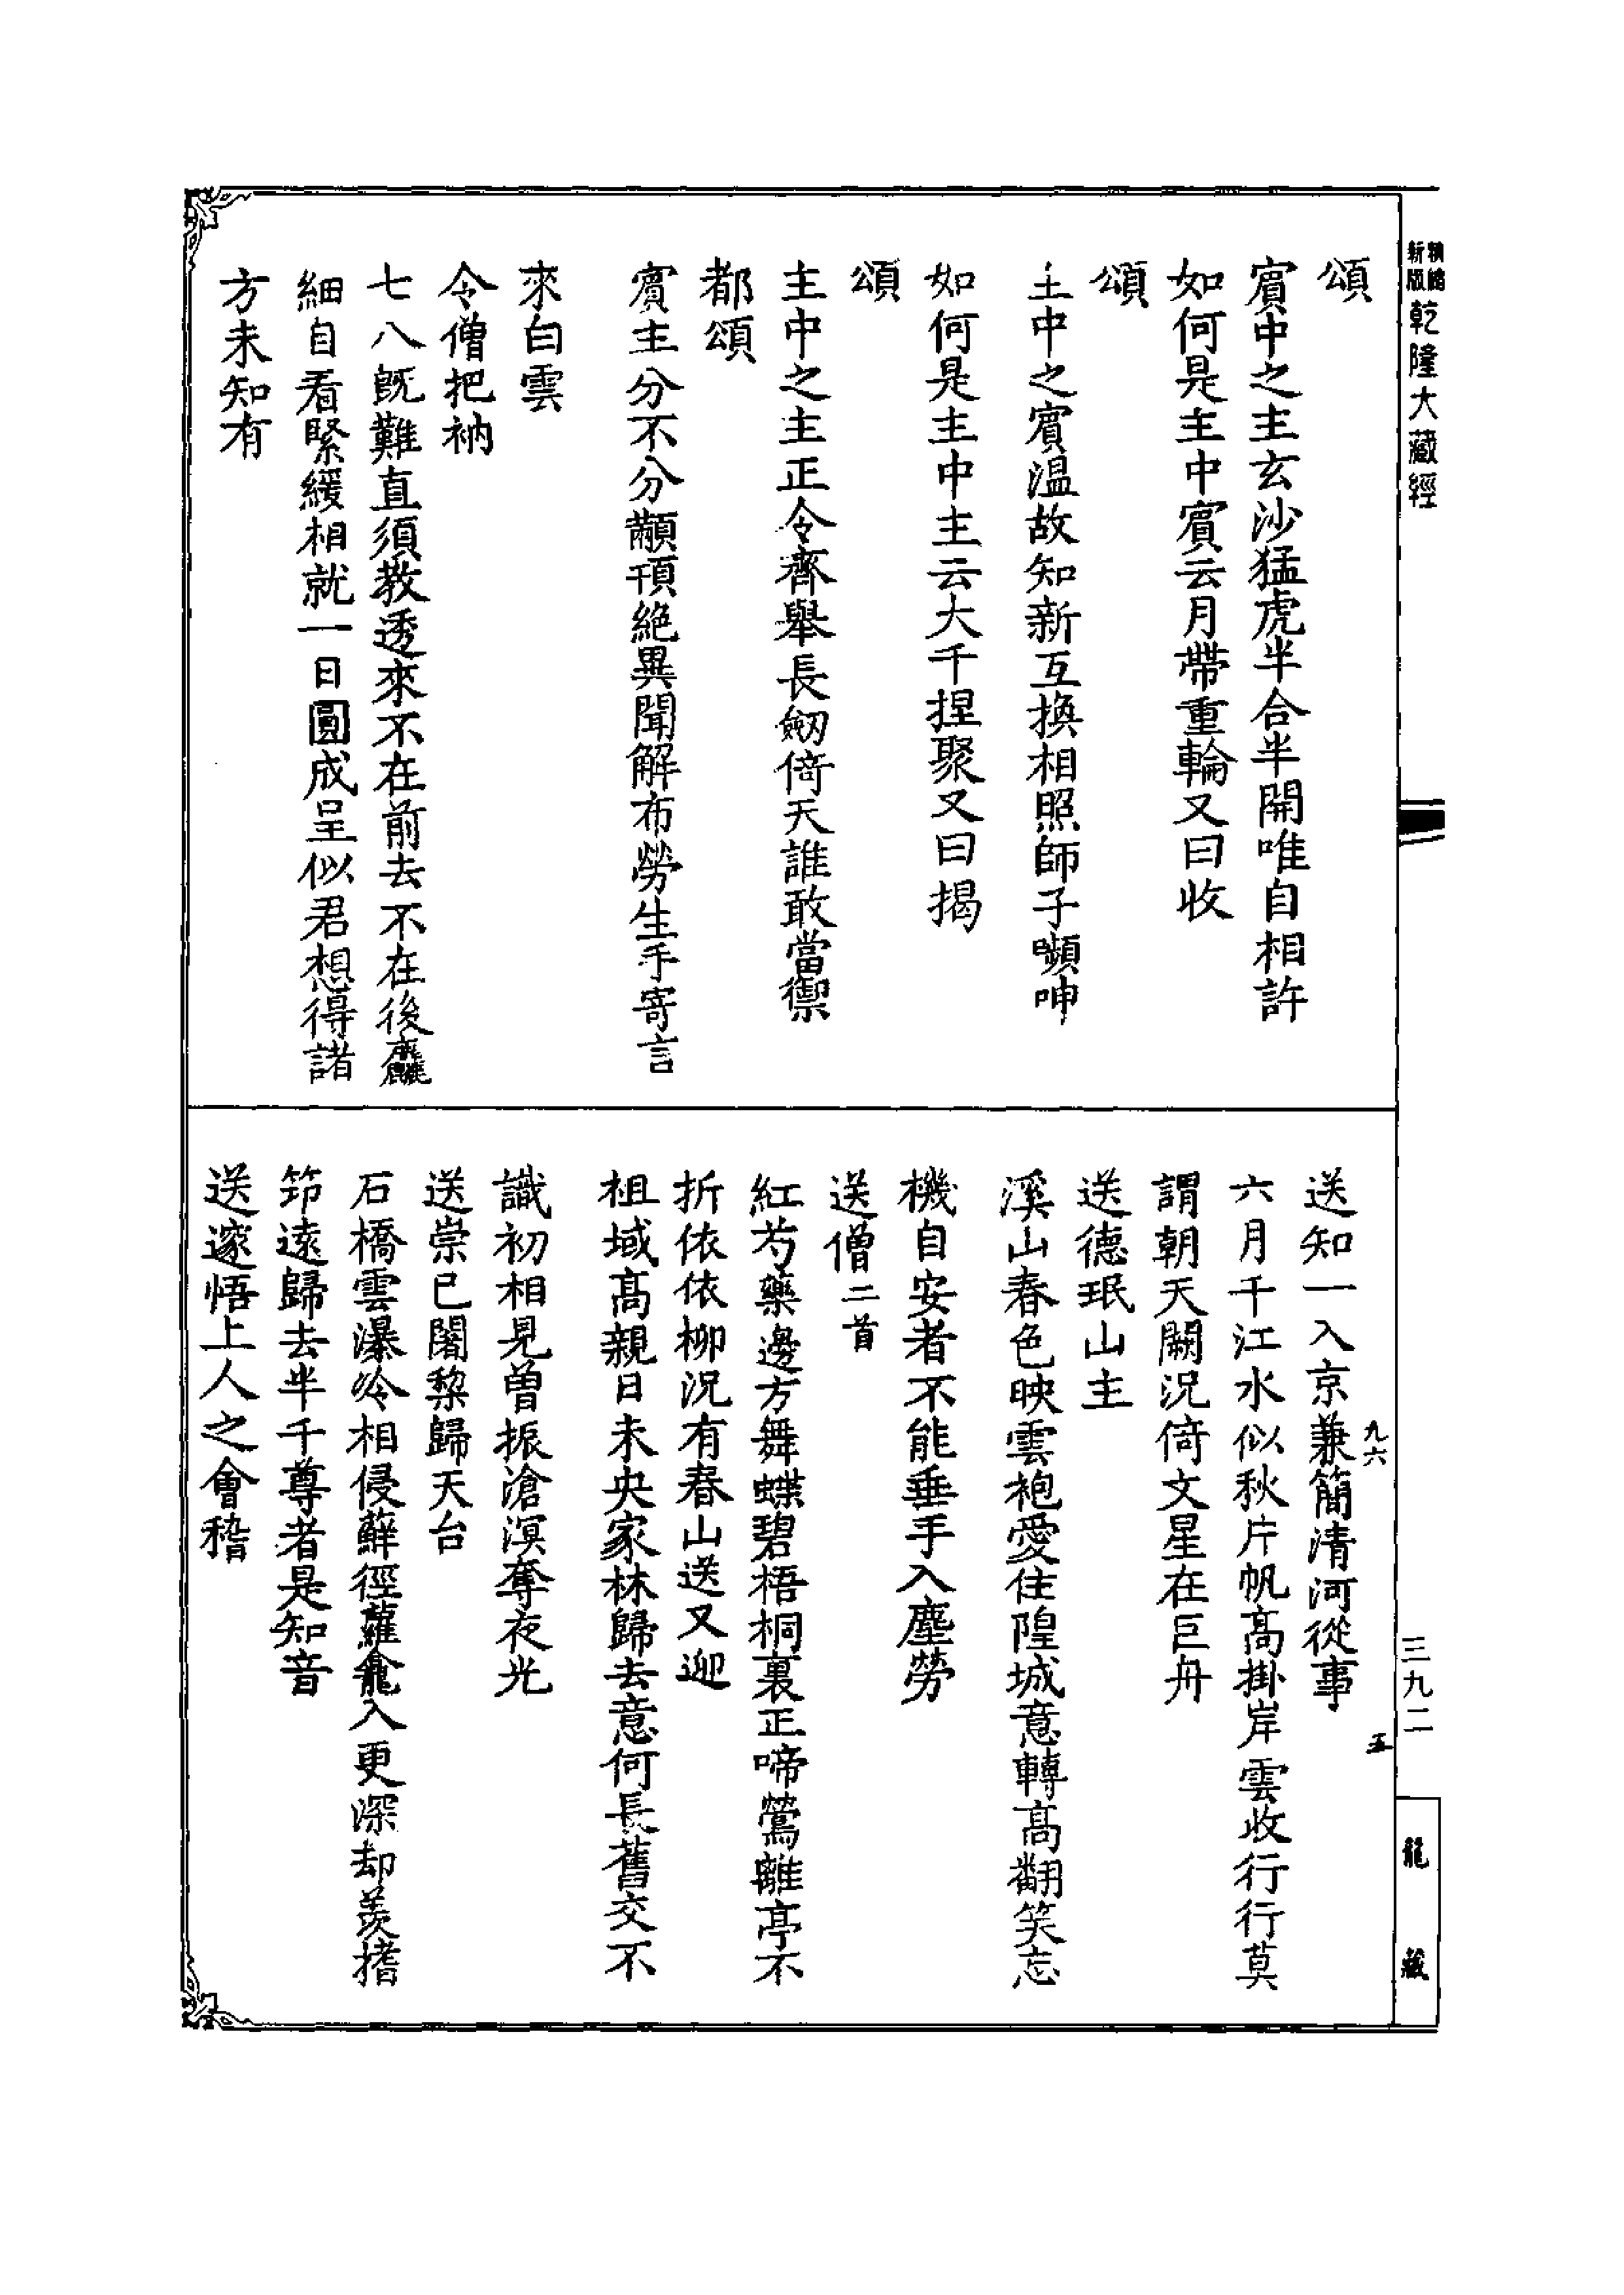 精縮新版乾隆大藏經
頌
賓中之主玄沙猛虎半合半開唯自相許
如何是主中賓云月帶重輪又曰收
頌
主中之賓溫故知新互換相照師子嚬呻
如何是主中主云大千捏聚又曰揭
頌
主中之主正令齊舉長劒倚天誰敢當禦
都頌
賓主分不分顢頇絶異聞解布勞生手寄言
來白雲
令僧把衲
七八旣難直須教透來不在前去不在後麤
細自看緊緩相就一日圓成呈似君想得諸
方未知有
九六
三九二
五
送知一入京兼簡清河從事
六月千江水似秋片帆高掛岸雲收行行莫
謂朝天闕況倚文星在巨舟
送德珉山主
溪山春色映雲袍愛住隍城意轉高翻笑忘
機自安者不能垂手入塵勞
送僧二首
紅芍藥邊方舞蝶碧梧桐裏正啼鶯離亭不
折依依柳況有春山送又迎
祖域高親日未央家林歸去意何長舊交不
識初相見曾振滄溟奪夜光
送崇已闍棃歸天台
石橋雲瀑冷相侵蘚徑蘿龕入更深却羨揩
笻遠歸去半千尊者是知音
送邃悟上人之會稽
龍藏